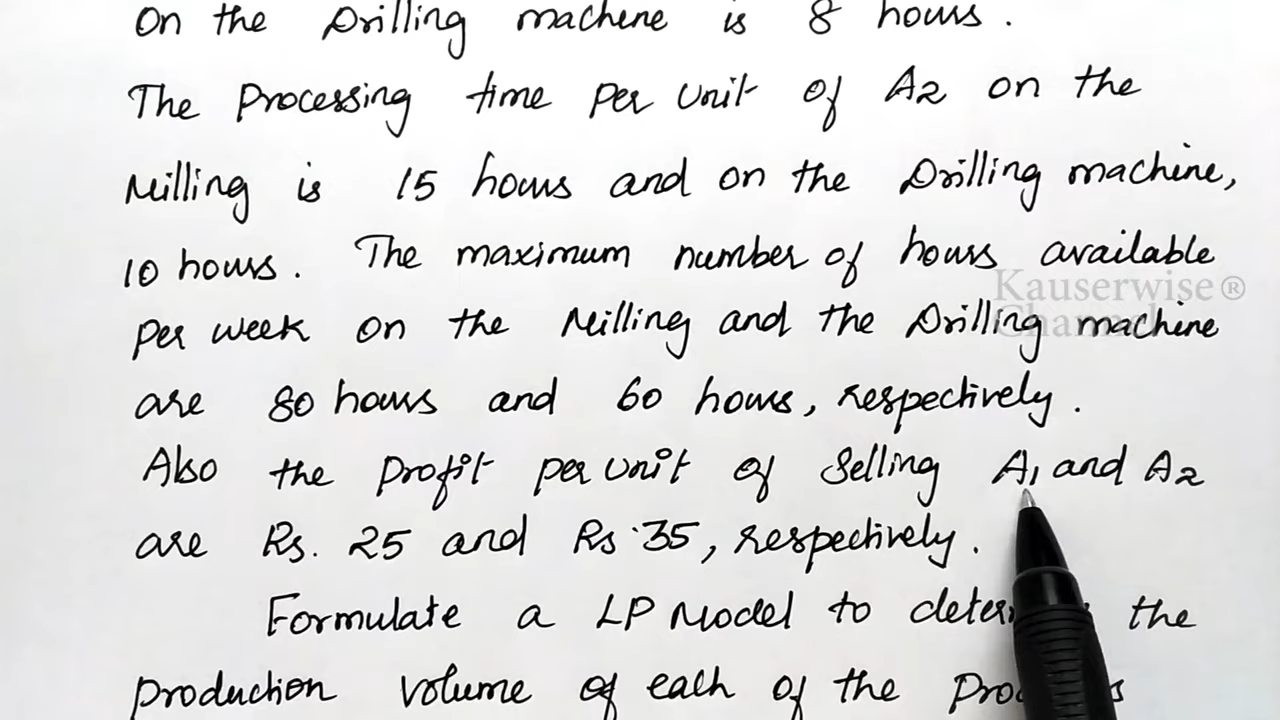 On the Drilling machine is 8 hours.
The Processing time Per Unit of A2 on the
Milling is 15 hours and on the Drilling machine,
10 hours. The maximum number of hours available
Kauserwise®
Channel
Per week on the Milling and the Drilling machine
are 80 hours and 60 hours, respectively.
Also the Profit per unit of Selling A1 and A2
are Rs. 25 and Rs. 35, respectively.
Formulate a LP Model to the
production volume of each of the